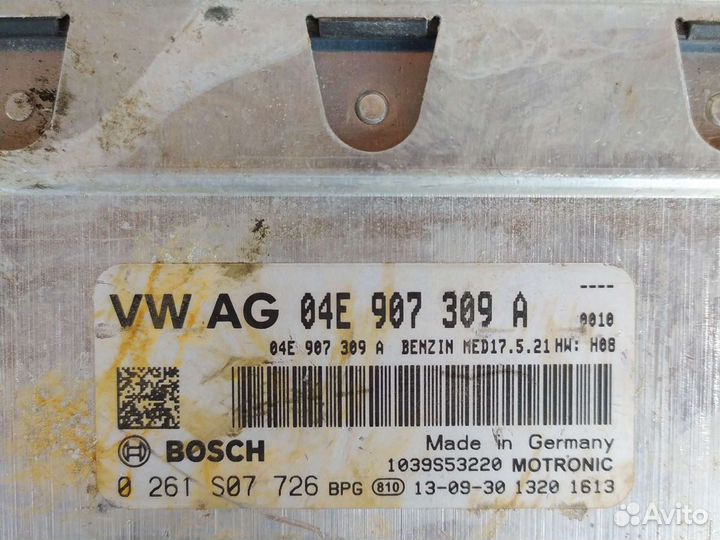 ----
VW AG 04E 907 309 A 0010
04E 907 309 A BENZIN MED17.5.21 HW: H08
BOSCH Made in Germany
1039S53220 MOTRONIC
0 261 S07 726 BPG 810 13-09-30 1320 1613
Avito